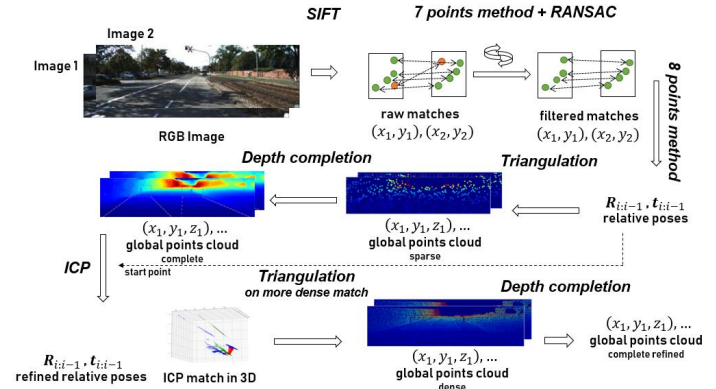 SIFT
7 points method + RANSAC
Image 2
Image 1
RGB Image
raw matches
(x₁, y₁), (x₂, y₂)
filtered matches
(x₁, y₁), (x₂, y₂)
8 points method
Depth completion
Triangulation
(x₁, y₁, z₁), ...
global points cloud
complete
(x₁, y₁, z₁), ...
global points cloud
sparse
R i:i−1 , t i:i−1
relative poses
ICP
start point
Triangulation
on more dense match
Depth completion
R i:i−1 , t i:i−1
refined relative poses
ICP match in 3D
(x₁, y₁, z₁), ...
global points cloud
dense
(x₁, y₁, z₁), ...
global points cloud
complete refined